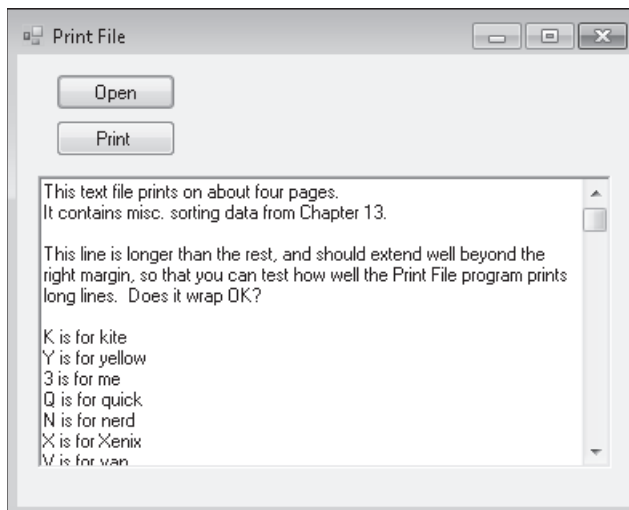 Print File
Open
Print
This text file prints on about four pages.
It contains misc. sorting data from Chapter 13.
This line is longer than the rest, and should extend well beyond the
right margin, so that you can test how well the Print File program prints
long lines.  Does it wrap OK?
K is for kite
Y is for yellow
3 is for me
Q is for quick
N is for nerd
X is for Xenix
V is for van